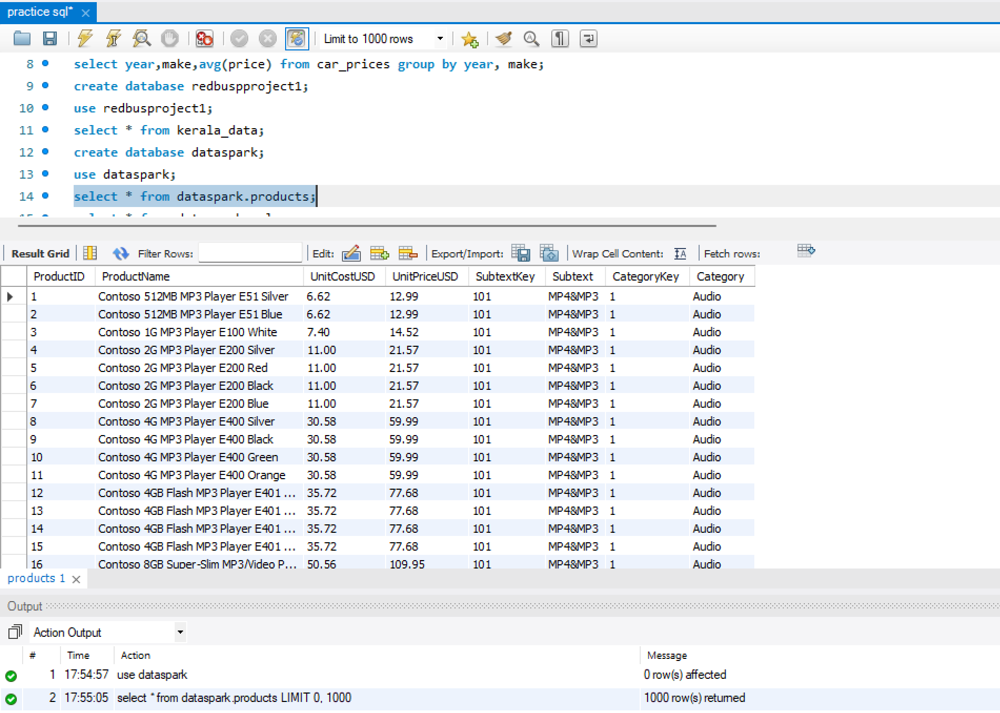 practice sql*
Limit to 1000 rows
8 select year,make,avg(price) from car_prices group by year, make;
9 create database redbuspproject1;
10 use redbusproject1;
11 select * from kerala_data;
12 create database dataspark;
13 use dataspark;
14 select * from dataspark.products;
Result Grid Filter Rows: Edit: Export/Import: Wrap Cell Content: Fetch rows:
ProductID ProductName UnitCostUSD UnitPriceUSD SubtextKey Subtext CategoryKey Category
1 Contoso 512MB MP3 Player E51 Silver 6.62 12.99 101 MP4&MP3 1 Audio
2 Contoso 512MB MP3 Player E51 Blue 6.62 12.99 101 MP4&MP3 1 Audio
3 Contoso 1G MP3 Player E100 White 7.40 14.52 101 MP4&MP3 1 Audio
4 Contoso 2G MP3 Player E200 Silver 11.00 21.57 101 MP4&MP3 1 Audio
5 Contoso 2G MP3 Player E200 Red 11.00 21.57 101 MP4&MP3 1 Audio
6 Contoso 2G MP3 Player E200 Black 11.00 21.57 101 MP4&MP3 1 Audio
7 Contoso 2G MP3 Player E200 Blue 11.00 21.57 101 MP4&MP3 1 Audio
8 Contoso 4G MP3 Player E400 Silver 30.58 59.99 101 MP4&MP3 1 Audio
9 Contoso 4G MP3 Player E400 Black 30.58 59.99 101 MP4&MP3 1 Audio
10 Contoso 4G MP3 Player E400 Green 30.58 59.99 101 MP4&MP3 1 Audio
11 Contoso 4G MP3 Player E400 Orange 30.58 59.99 101 MP4&MP3 1 Audio
12 Contoso 4GB Flash MP3 Player E401 ... 35.72 77.68 101 MP4&MP3 1 Audio
13 Contoso 4GB Flash MP3 Player E401 ... 35.72 77.68 101 MP4&MP3 1 Audio
14 Contoso 4GB Flash MP3 Player E401 ... 35.72 77.68 101 MP4&MP3 1 Audio
15 Contoso 4GB Flash MP3 Player E401 ... 35.72 77.68 101 MP4&MP3 1 Audio
16 Contoso 8GB Super-Slim MP3/Video P... 50.56 109.95 101 MP4&MP3 1 Audio
products 1
Output
Action Output
# Time Action Message
1 17:54:57 use dataspark 0 row(s) affected
2 17:55:05 select * from dataspark.products LIMIT 0, 1000 1000 row(s) returned